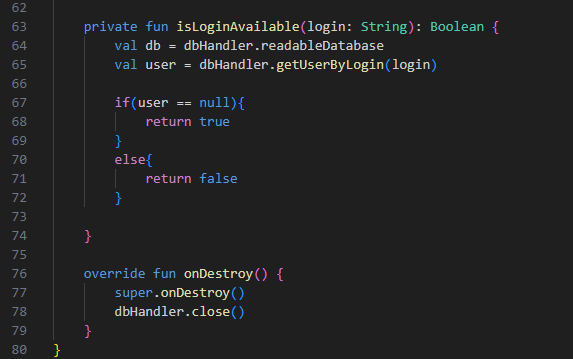 62
63 private fun isLoginAvailable(login: String): Boolean {
64 val db = dbHandler.readableDatabase
65 val user = dbHandler.getUserByLogin(login)
66
67 if(user == null){
68 return true
69 }
70 else{
71 return false
72 }
73
74 }
75
76 override fun onDestroy() {
77 super.onDestroy()
78 dbHandler.close()
79 }
80 }